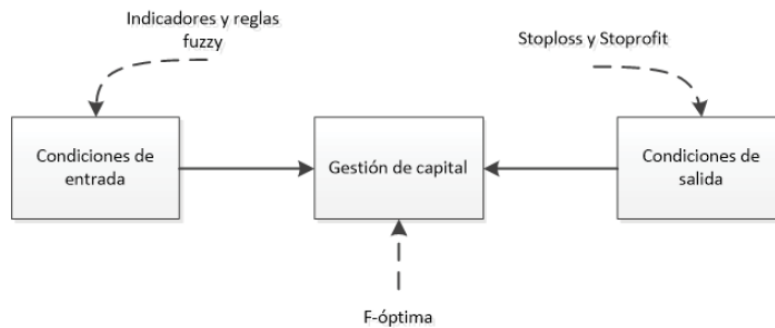 Indicadores y reglas
fuzzy
Stoploss y Stoprofit
Condiciones de
entrada
Gestión de capital
Condiciones de
salida
F-óptima